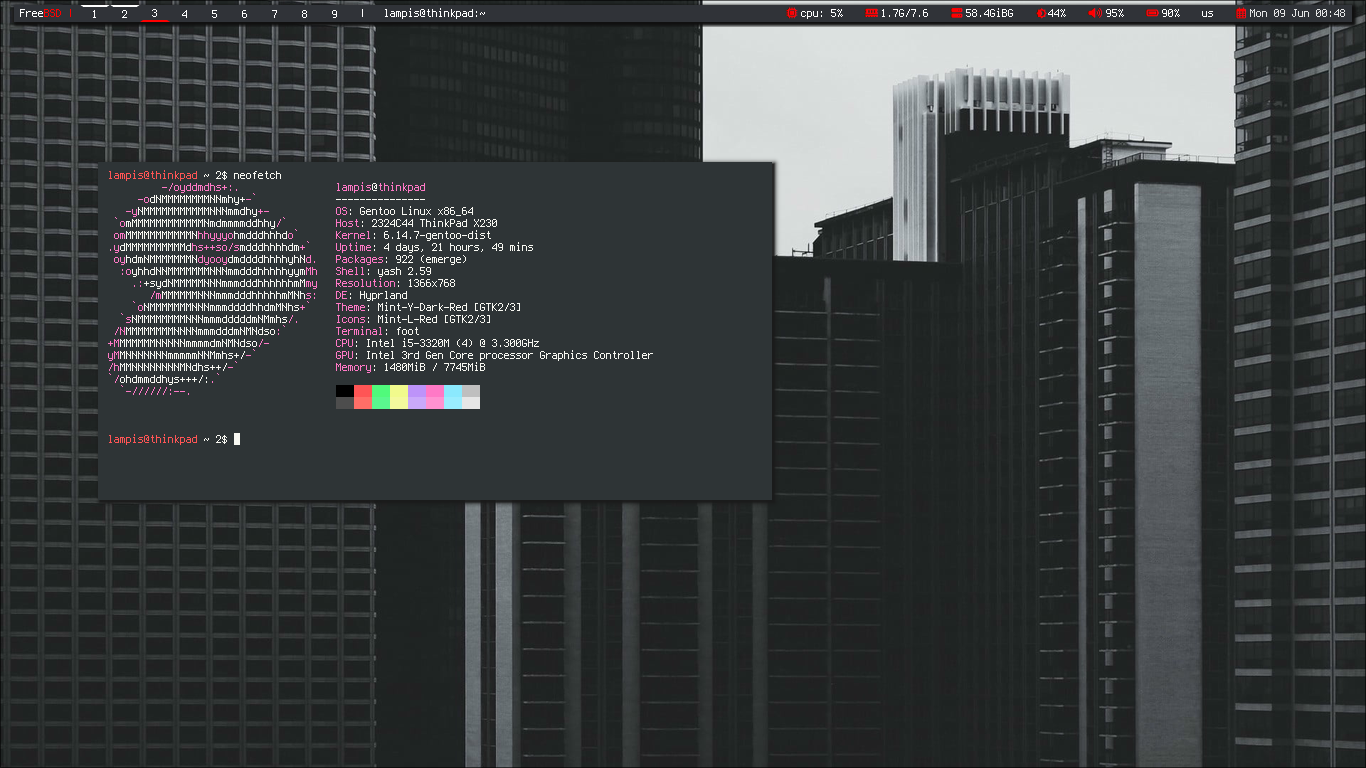 FreeBSD | 1 2 3 4 5 6 7 8 9 | lampis@thinkpad:~ cpu: 5% 1.7G/7.6 58.4GiBG 44% 95% 90% us Mon 09 Jun 00:48
lampis@thinkpad ~ 2$ neofetch
-/oyddmdhs+:. lampis@thinkpad
-odNMMMMMMMMNNmhy+-` ---------------
-yNMMMMMMMMMMMNNNmmdhy+- OS: Gentoo Linux x86_64
`omMMMMMMMMMMMMNmdmmmmddhhy/` Host: 2324C44 ThinkPad X230
omMMMMMMMMMMMNhhyyyohmdddhhhdo` Kernel: 6.14.7-gentoo-dist
.ydMMMMMMMMMMdhs++so/smdddhhhhdm+` Uptime: 4 days, 21 hours, 49 mins
oyhdmNMMMMMMMNdyooydmddddhhhhyhNd. Packages: 922 (emerge)
:oyhhdNNMMMMMMMNNNmmdddhhhhhyymMh Shell: yash 2.59
.:+sydNMMMMMNNNmmmdddhhhhhhmMmy Resolution: 1366x768
/mMMMMMMNNNmmmdddhhhhhmMNhs: DE: Hyprland
`oNMMMMMMMNNNmmmddddhhdmMNhs+` Theme: Mint-Y-Dark-Red [GTK2/3]
`sNMMMMMMMMNNNmmmdddddmNMmhs/. Icons: Mint-L-Red [GTK2/3]
/NMMMMMMMMNNNNmmmdddmNMNdso:` Terminal: foot
+MMMMMMMNNNNNmmmmdmNMNdso/- CPU: Intel i5-3320M (4) @ 3.300GHz
yMMNNNNNNNmmmmmNNMmhs+/-` GPU: Intel 3rd Gen Core processor Graphics Controller
/hMMNNNNNNNNMNdhs++/-` Memory: 1480MiB / 7745MiB
`/ohdmmddhys+++/:.`
`-//////:--.
lampis@thinkpad ~ 2$